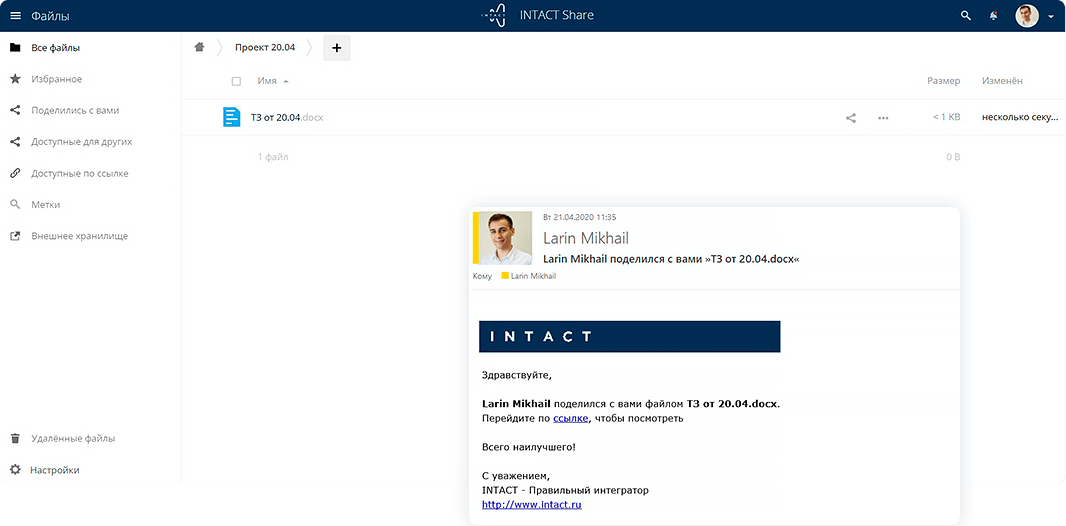 Файлы
INTACT
INTACT Share
Все файлы
Избранное
Поделились с вами
Доступные для других
Доступные по ссылке
Метки
Внешнее хранилище
Удалённые файлы
Настройки
Проект 20.04
+
Имя
Размер
Изменён
ТЗ от 20.04.docx
< 1 KB
несколько секу...
1 файл
0 B
Вт 21.04.2020 11:35
Larin Mikhail
Larin Mikhail поделился с вами »ТЗ от 20.04.docx«
Кому Larin Mikhail
INTACT
Здравствуйте,
Larin Mikhail поделился с вами файлом ТЗ от 20.04.docx.
Перейдите по ссылке, чтобы посмотреть
Всего наилучшего!
С уважением,
INTACT - Правильный интегратор
http://www.intact.ru